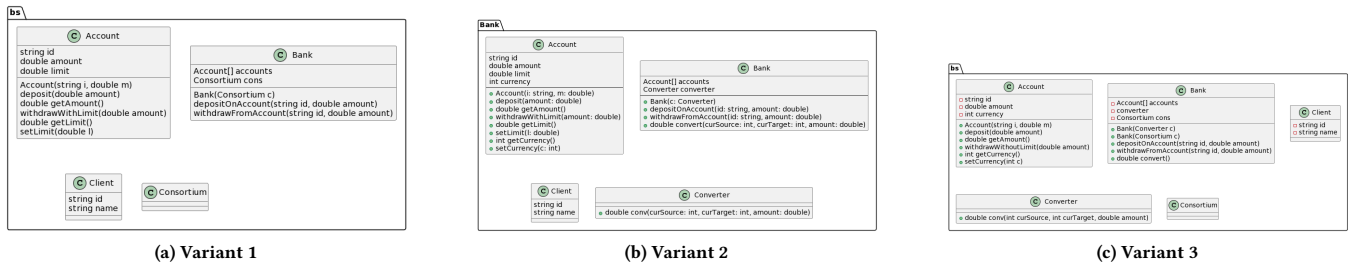 bs
Account
string id
double amount
double limit
Account(string i, double m)
deposit(double amount)
double getAmount()
withdrawWithLimit(double amount)
double getLimit()
setLimit(double l)
Bank
Account[] accounts
Consortium cons
Bank(Consortium c)
depositOnAccount(string id, double amount)
withdrawFromAccount(string id, double amount)
Client
string id
string name
Consortium
(a) Variant 1
Bank
Account
string id
double amount
double limit
int currency
Account(i: string, m: double)
deposit(amount: double)
double getAmount()
withdrawWithLimit(amount: double)
double getLimit()
setLimit(l: double)
int getCurrency()
setCurrency(c: int)
Bank
Account[] accounts
Converter converter
Bank(c: Converter)
depositOnAccount(id: string, amount: double)
withdrawFromAccount(id: string, amount: double)
double convert(curSource: int, curTarget: int, amount: double)
Client
string id
string name
Converter
double conv(curSource: int, curTarget: int, amount: double)
(b) Variant 2
bs
Account
string id
double amount
int currency
Account(string i, double m)
deposit(double amount)
double getAmount()
withdrawWithoutLimit(double amount)
int getCurrency()
setCurrency(int c)
Bank
Account[] accounts
converter
Consortium cons
Bank(Converter c)
Bank(Consortium c)
depositOnAccount(string id, double amount)
withdrawFromAccount(string id, double amount)
double convert()
Client
string id
string name
Converter
double conv(int curSource, int curTarget, double amount)
Consortium
(c) Variant 3